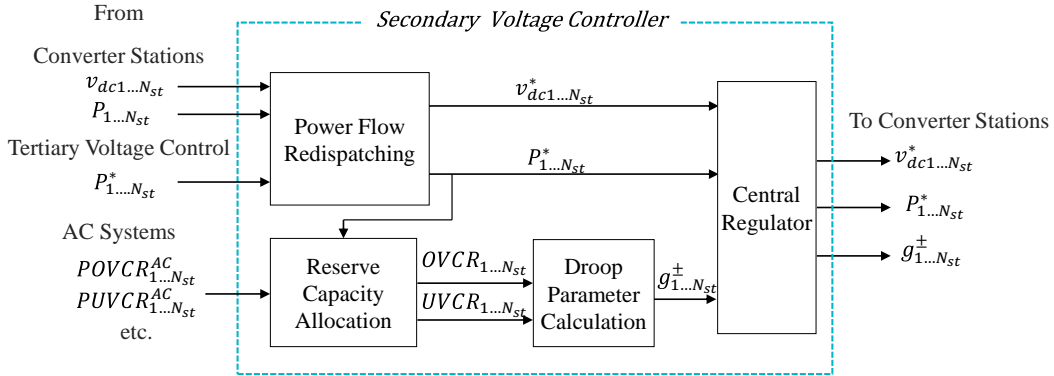 From
Secondary Voltage Controller
Converter Stations
v_{dc1...N_{st}}
P_{1...N_{st}}
Tertiary Voltage Control
P^*_{1....N_{st}}
AC Systems
POVCR^{AC}_{1...N_{st}}
PUVCR^{AC}_{1...N_{st}}
etc.
Power Flow
Redispatching
v^*_{dc1...N_{st}}
P^*_{1...N_{st}}
Reserve
Capacity
Allocation
OVCR_{1...N_{st}}
UVCR_{1...N_{st}}
Droop
Parameter
Calculation
g^±_{1...N_{st}}
Central
Regulator
To Converter Stations
v^*_{dc1...N_{st}}
P^*_{1...N_{st}}
g^±_{1...N_{st}}